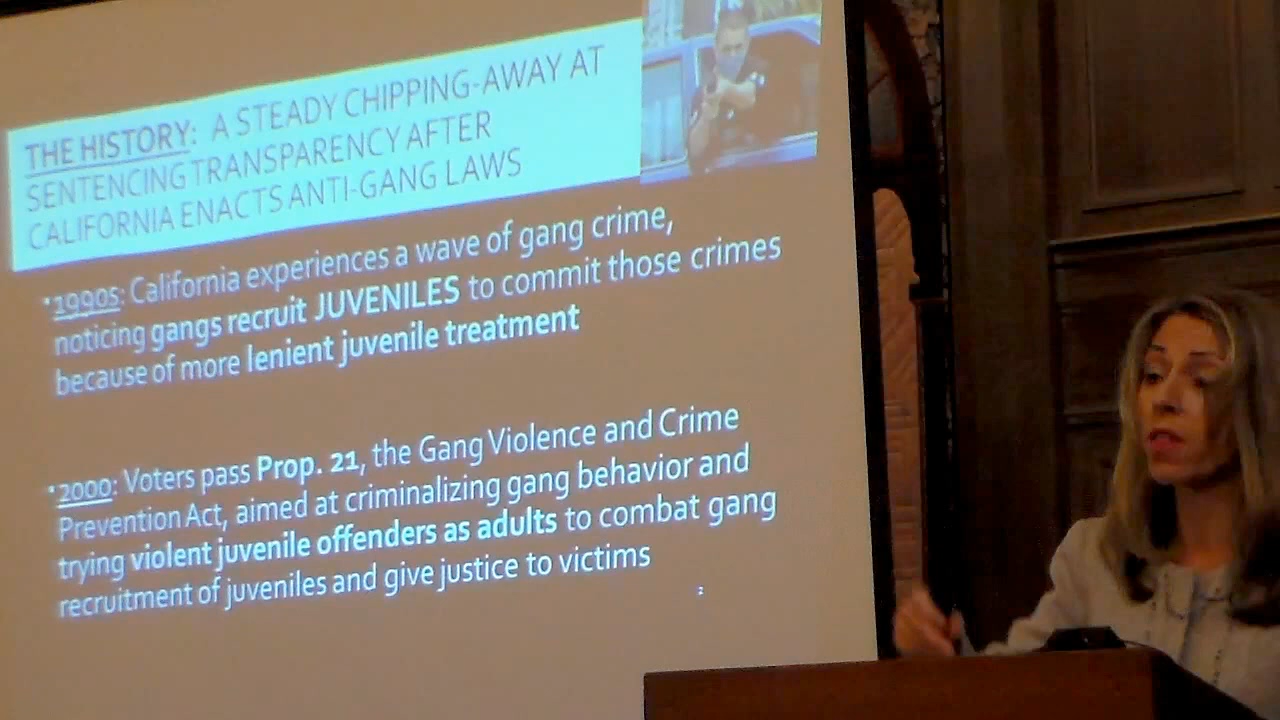 THE HISTORY: A STEADY CHIPPING-AWAY AT
SENTENCING TRANSPARENCY AFTER
CALIFORNIA ENACTS ANTI-GANG LAWS
▪1990s: California experiences a wave of gang crime,
noticing gangs recruit JUVENILES to commit those crimes
because of more lenient juvenile treatment
▪2000: Voters pass Prop. 21, the Gang Violence and Crime
Prevention Act, aimed at criminalizing gang behavior and
trying violent juvenile offenders as adults to combat gang
recruitment of juveniles and give justice to victims
2